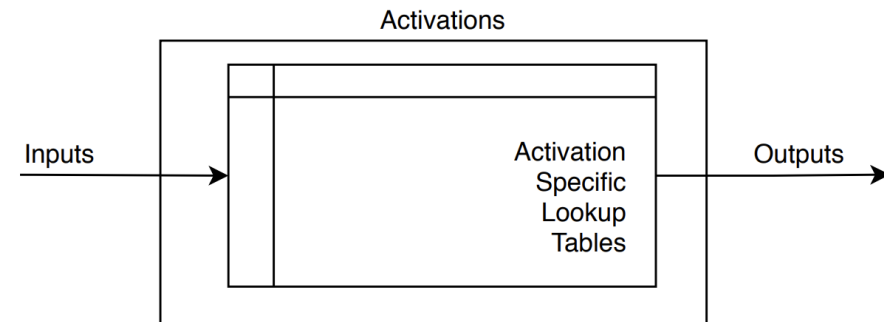 Activations
Inputs
Activation
Specific
Lookup
Tables
Outputs